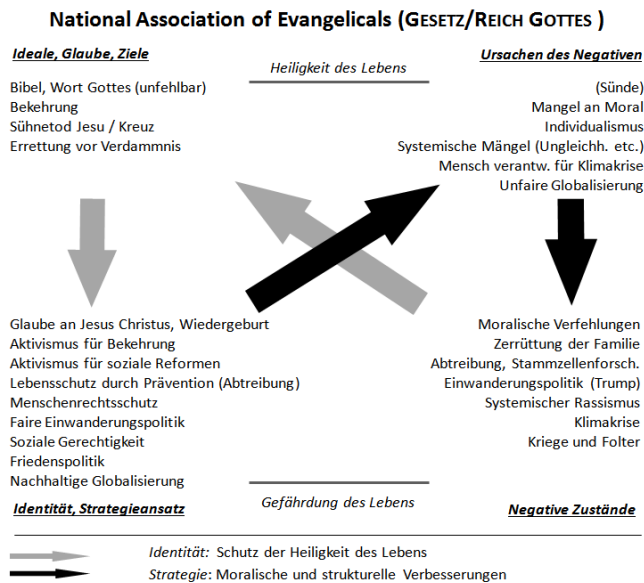 National Association of Evangelicals (GESETZ/REICH GOTTES )
Ideale, Glaube, Ziele
Bibel, Wort Gottes (unfehlbar)
Bekehrung
Sühnetod Jesu / Kreuz
Errettung vor Verdammnis
Heiligkeit des Lebens
Ursachen des Negativen
(Sünde)
Mangel an Moral
Individualismus
Systemische Mängel (Ungleichh. etc.)
Mensch verantw. für Klimakrise
Unfaire Globalisierung
Glaube an Jesus Christus, Wiedergeburt
Aktivismus für Bekehrung
Aktivismus für soziale Reformen
Lebensschutz durch Prävention (Abtreibung)
Menschenrechtsschutz
Faire Einwanderungspolitik
Soziale Gerechtigkeit
Friedenspolitik
Nachhaltige Globalisierung
Identität, Strategieansatz
Gefährdung des Lebens
Moralische Verfehlungen
Zerrüttung der Familie
Abtreibung, Stammzellenforsch.
Einwanderungspolitik (Trump)
Systemischer Rassismus
Klimakrise
Kriege und Folter
Negative Zustände
Identität: Schutz der Heiligkeit des Lebens
Strategie: Moralische und strukturelle Verbesserungen